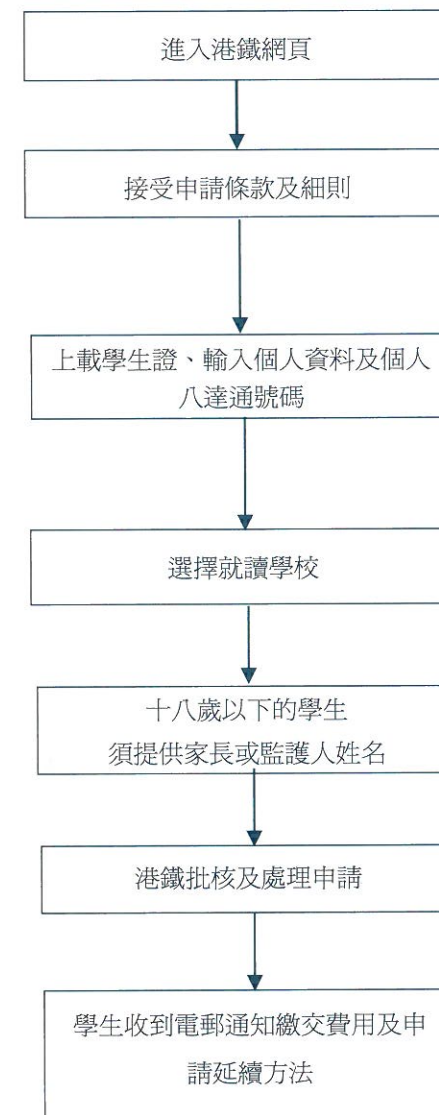 進入港鐵網頁
接受申請條款及細則
上載學生證、輸入個人資料及個人
八達通號碼
選擇就讀學校
十八歲以下的學生
須提供家長或監護人姓名
港鐵批核及處理申請
學生收到電郵通知繳交費用及申
請延續方法